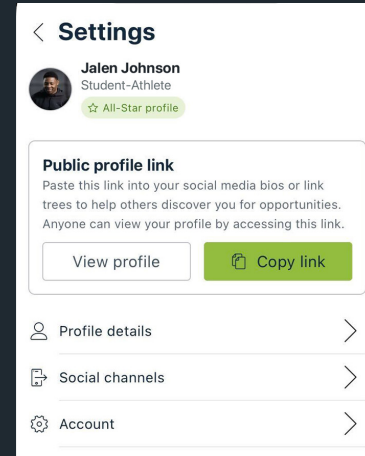 Settings
Jalen Johnson
Student-Athlete
All-Star profile
Public profile link
Paste this link into your social media bios or link
trees to help others discover you for opportunities.
Anyone can view your profile by accessing this link.
View profile
Copy link
Profile details
Social channels
Account